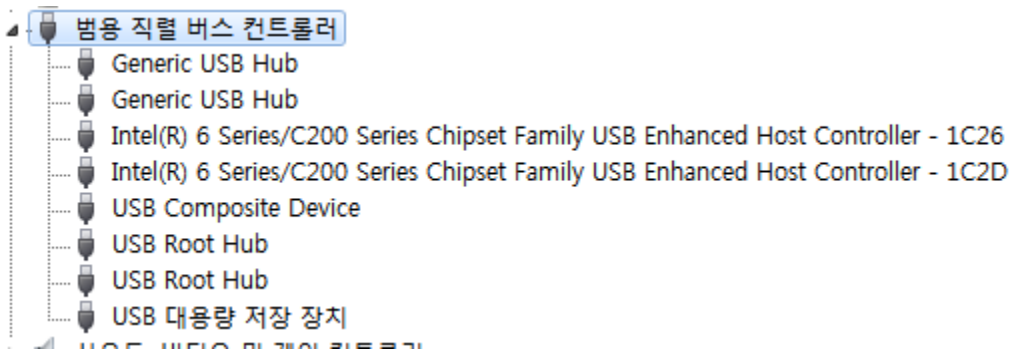 범용 직렬 버스 컨트롤러
Generic USB Hub
Generic USB Hub
Intel(R) 6 Series/C200 Series Chipset Family USB Enhanced Host Controller - 1C26
Intel(R) 6 Series/C200 Series Chipset Family USB Enhanced Host Controller - 1C2D
USB Composite Device
USB Root Hub
USB Root Hub
USB 대용량 저장 장치